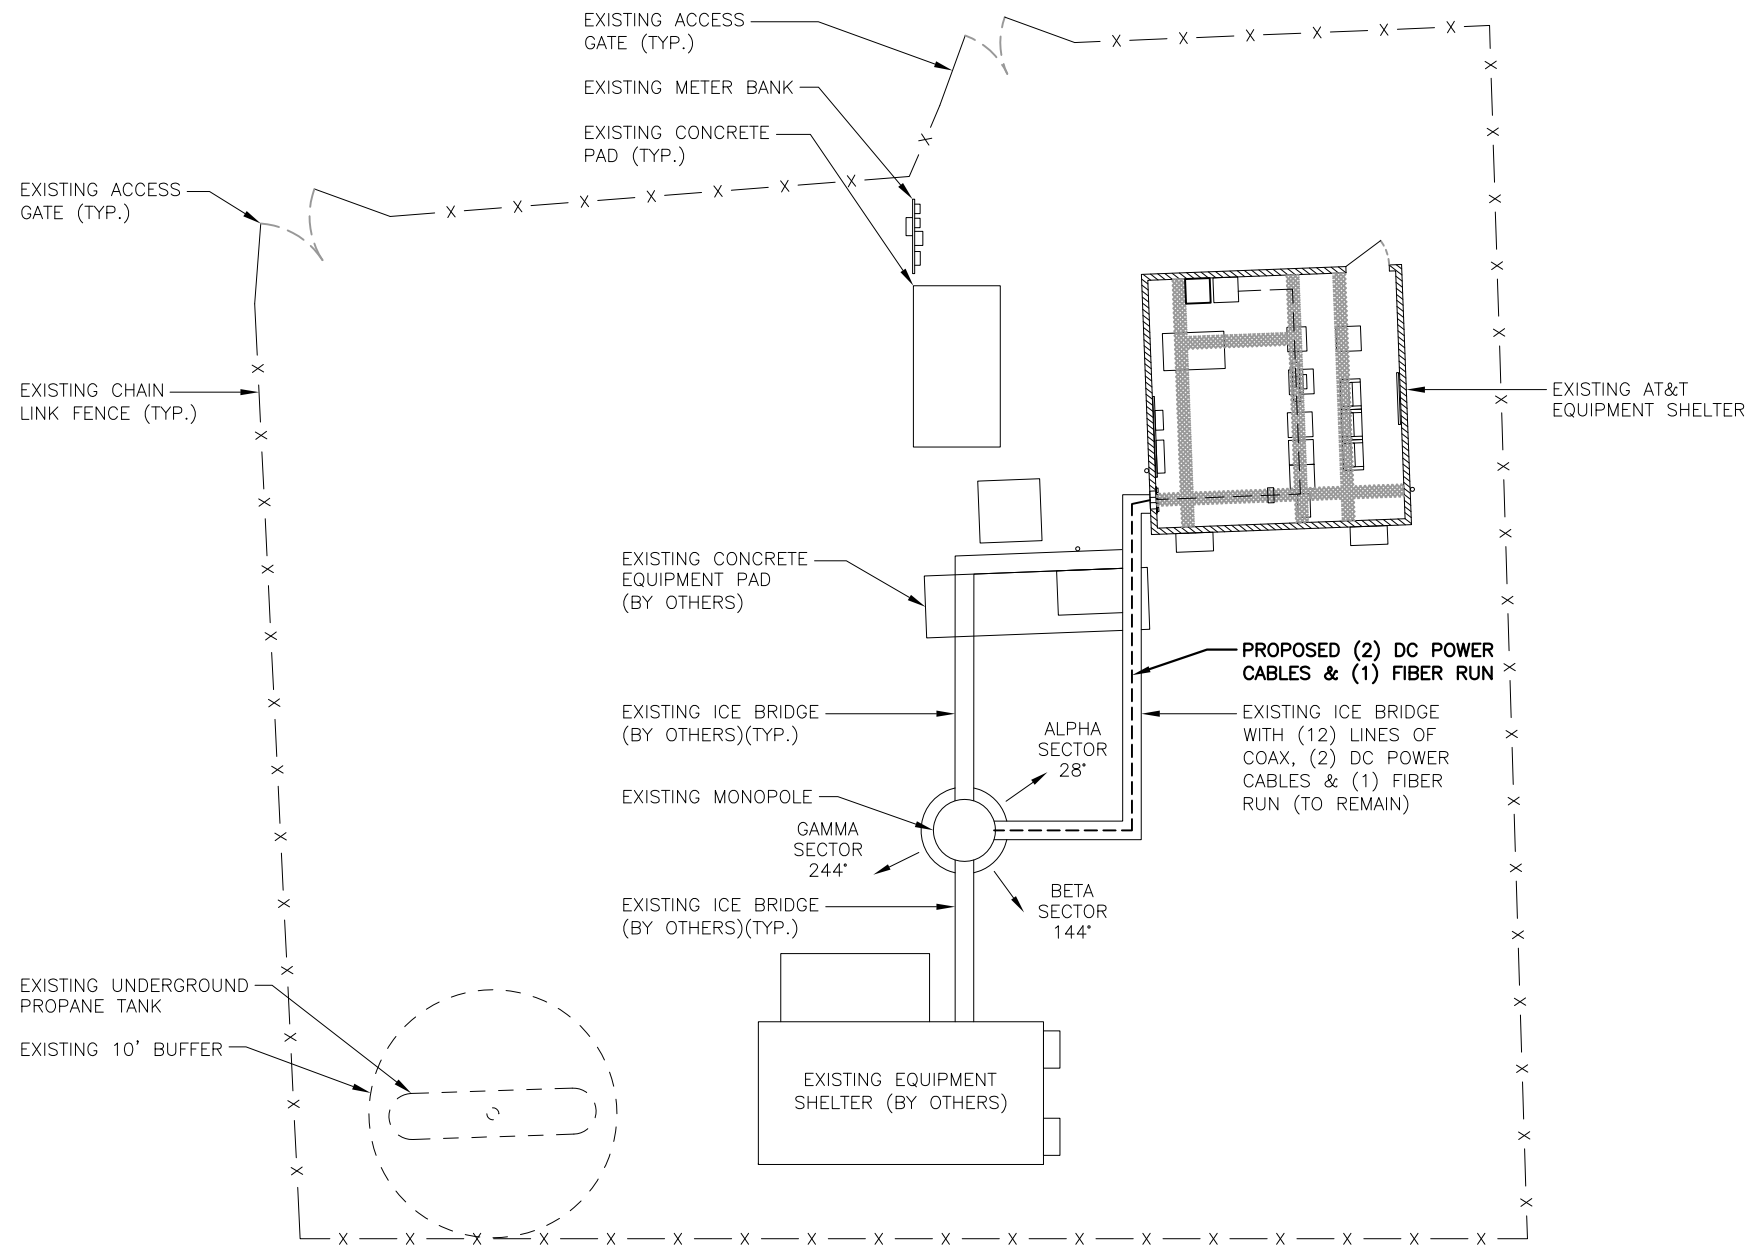 EXISTING ACCESS
GATE (TYP.)
EXISTING METER BANK
EXISTING CONCRETE
PAD (TYP.)
EXISTING ACCESS
GATE (TYP.)
EXISTING CHAIN
LINK FENCE (TYP.)
EXISTING AT&T
EQUIPMENT SHELTER
EXISTING CONCRETE
EQUIPMENT PAD
(BY OTHERS)
PROPOSED (2) DC POWER
CABLES & (1) FIBER RUN
EXISTING ICE BRIDGE
(BY OTHERS)(TYP.)
EXISTING ICE BRIDGE
WITH (12) LINES OF
COAX, (2) DC POWER
CABLES & (1) FIBER
RUN (TO REMAIN)
ALPHA
SECTOR
28°
EXISTING MONOPOLE
GAMMA
SECTOR
244°
BETA
SECTOR
144°
EXISTING ICE BRIDGE
(BY OTHERS)(TYP.)
EXISTING UNDERGROUND
PROPANE TANK
EXISTING 10' BUFFER
EXISTING EQUIPMENT
SHELTER (BY OTHERS)